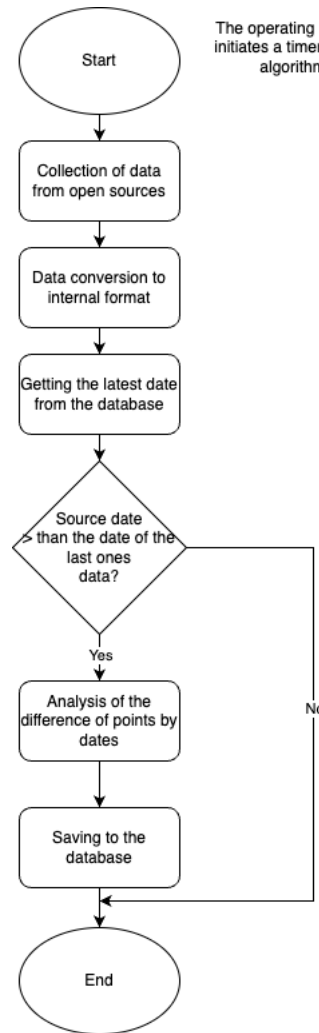 Start
The operating
initiates a timer
algorithm
Collection of data
from open sources
Data conversion to
internal format
Getting the latest date
from the database
Source date
> than the date of the
last ones
data?
Yes
No
Analysis of the
difference of points by
dates
Saving to the
database
End